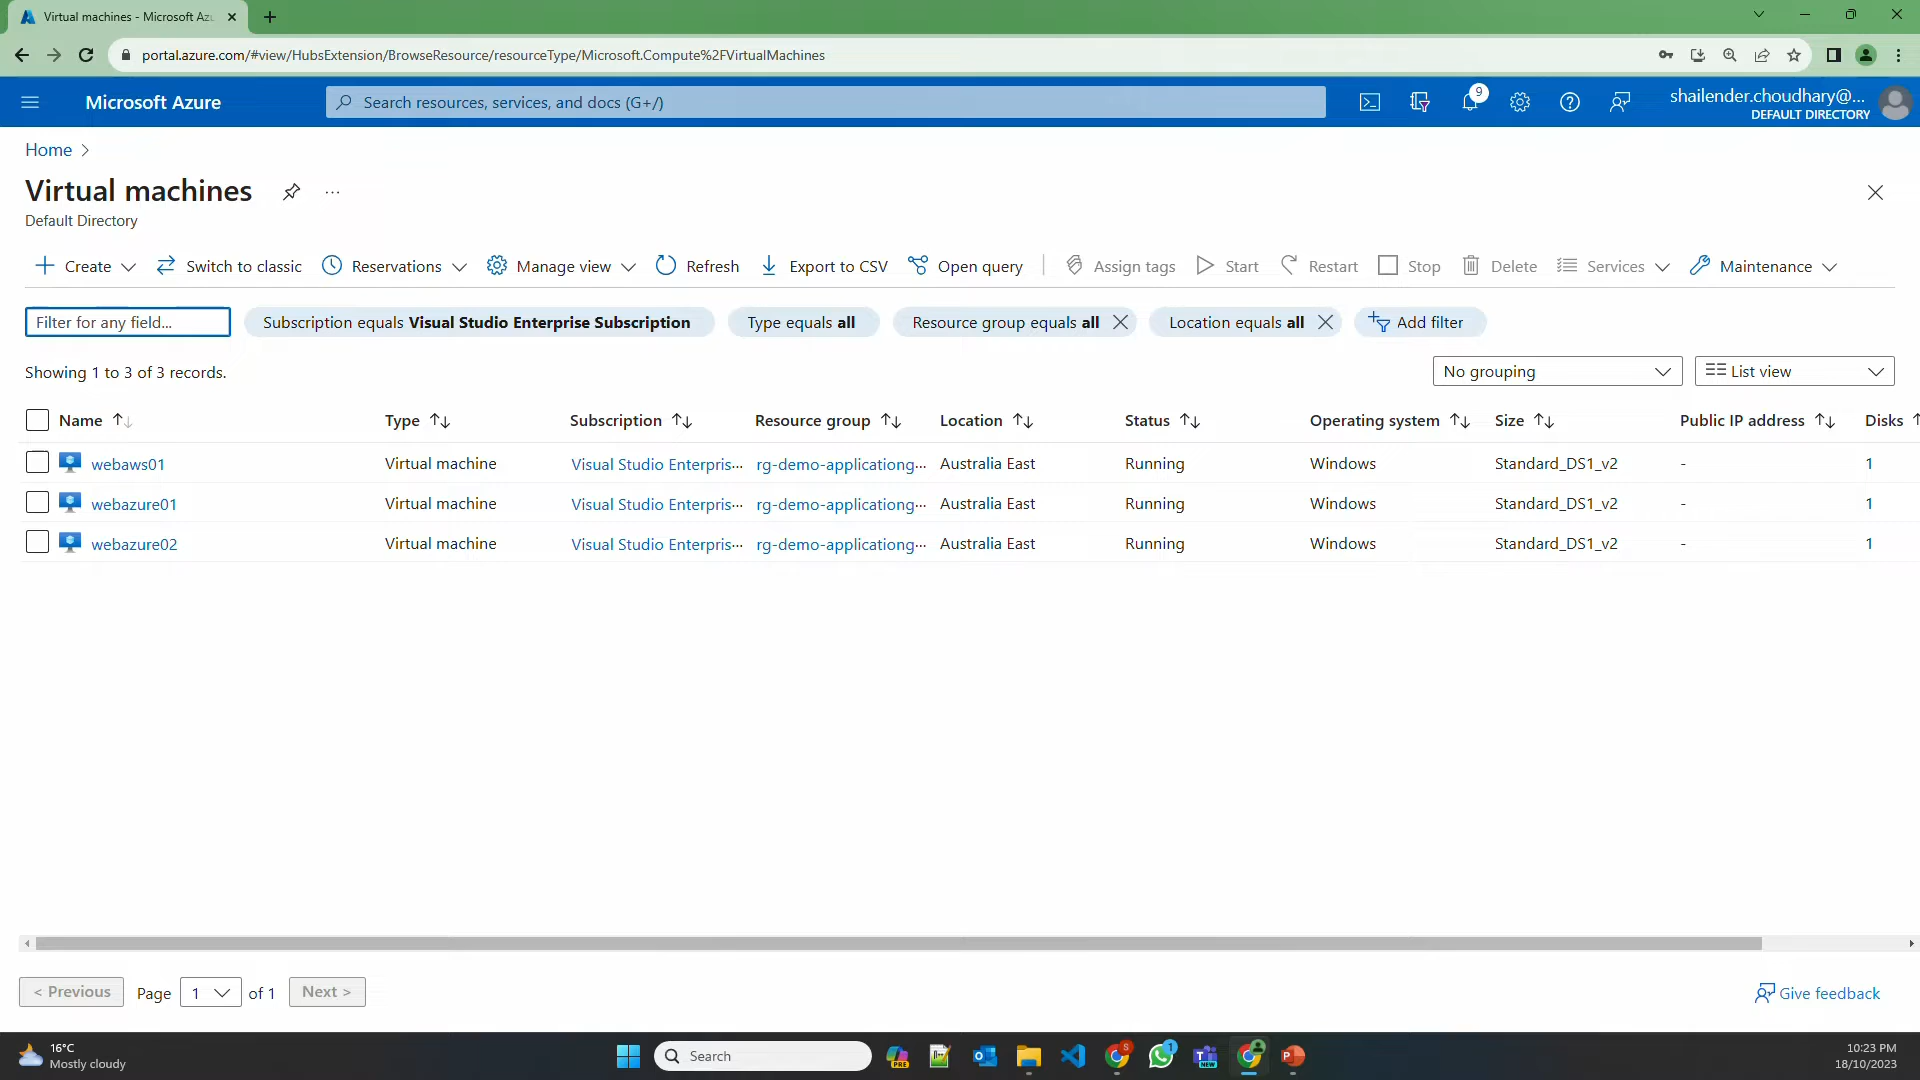 Virtual machines - Microsoft Az
portal.azure.com/#view/HubsExtension/BrowseResource/resourceType/Microsoft.Compute%2FVirtualMachines
Microsoft Azure
Search resources, services, and docs (G+/)
9
shailender.choudhary@...
DEFAULT DIRECTORY
Home
Virtual machines
...
Default Directory
Create
Switch to classic
Reservations
Manage view
Refresh
Export to CSV
Open query
Assign tags
Start
Restart
Stop
Delete
Services
Maintenance
Filter for any field...
Subscription equals Visual Studio Enterprise Subscription
Type equals all
Resource group equals all
Location equals all
Add filter
Showing 1 to 3 of 3 records.
No grouping
List view
Name Type Subscription Resource group Location Status Operating system Size Public IP address Disks
webaws01 Virtual machine Visual Studio Enterpris... rg-demo-applicationg... Australia East Running Windows Standard_DS1_v2 - 1
webazure01 Virtual machine Visual Studio Enterpris... rg-demo-applicationg... Australia East Running Windows Standard_DS1_v2 - 1
webazure02 Virtual machine Visual Studio Enterpris... rg-demo-applicationg... Australia East Running Windows Standard_DS1_v2 - 1
< Previous Page 1 of 1 Next >
Give feedback
16°C
Mostly cloudy
Search
PRE
S
1
NEW
P
10:23 PM
18/10/2023